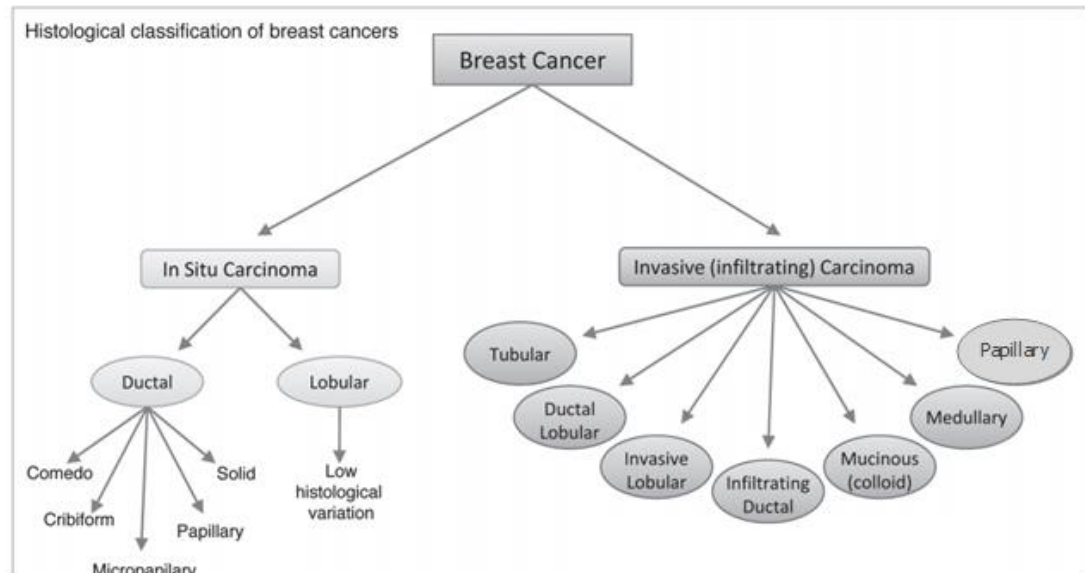 Histological classification of breast cancers
Breast Cancer
In Situ Carcinoma
Invasive (infiltrating) Carcinoma
Ductal
Lobular
Comedo
Cribiform
Micropapilary
Papillary
Solid
Low
histological
variation
Tubular
Ductal
Lobular
Invasive
Lobular
Infiltrating
Ductal
Mucinous
(colloid)
Medullary
Papillary